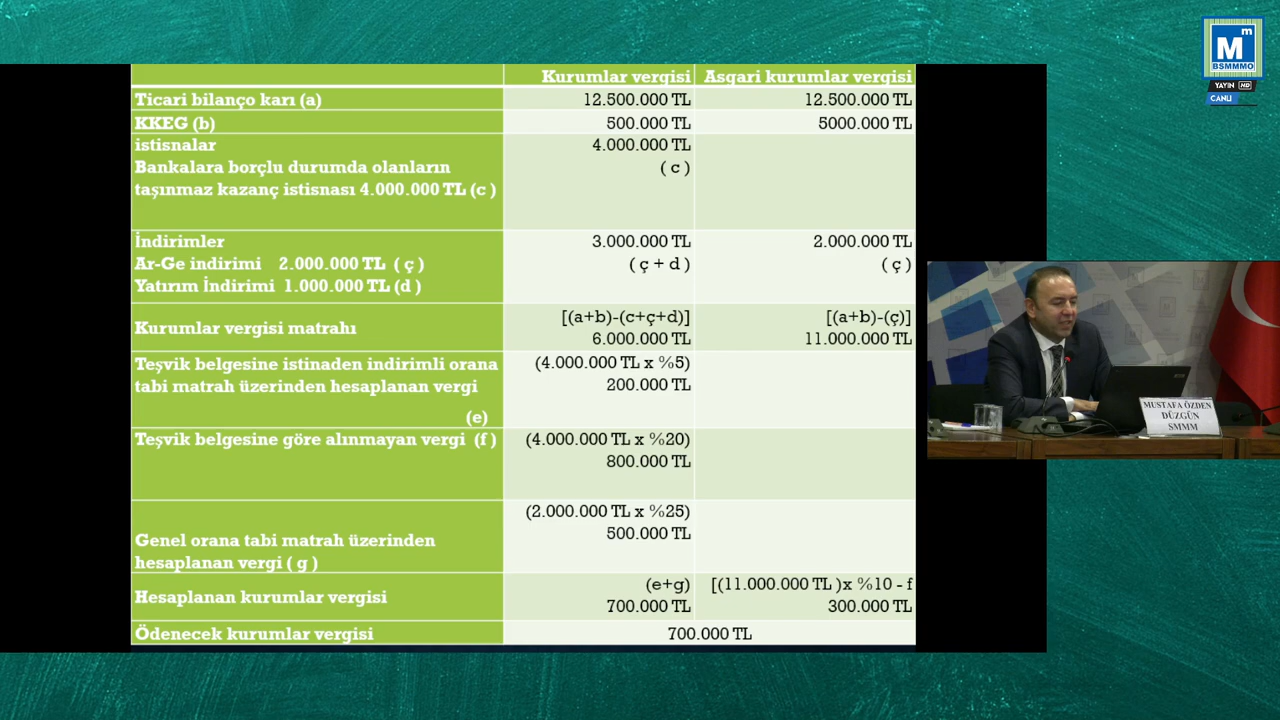 Kurumlar vergisi Asgari kurumlar vergisi
Ticari bilanço karı (a) 12.500.000 TL 12.500.000 TL
KKEG (b) 500.000 TL 5000.000 TL
istisnalar 4.000.000 TL
Bankalara borçlu durumda olanların ( c )
taşınmaz kazanç istisnası 4.000.000 TL (c )
İndirimler 3.000.000 TL 2.000.000 TL
Ar-Ge indirimi 2.000.000 TL ( ç ) ( ç + d ) ( ç )
Yatırım İndirimi 1.000.000 TL (d )
Kurumlar vergisi matrahı
[(a+b)-(c+ç+d)] [(a+b)-(ç)]
6.000.000 TL 11.000.000 TL
Teşvik belgesine istinaden indirimli orana (4.000.000 TL x %5)
tabi matrah üzerinden hesaplanan vergi 200.000 TL
(e)
Teşvik belgesine göre alınmayan vergi (f ) (4.000.000 TL x %20)
800.000 TL
(2.000.000 TL x %25)
500.000 TL
Genel orana tabi matrah üzerinden
hesaplanan vergi ( g )
Hesaplanan kurumlar vergisi
(e+g) [(11.000.000 TL )x %10 - f
700.000 TL 300.000 TL
Ödenecek kurumlar vergisi 700.000 TL
Mm
BSMMMO
YAYIN HD
CANLI
MUSTAFA ÖZDEN
DÜZGÜN
SMMM